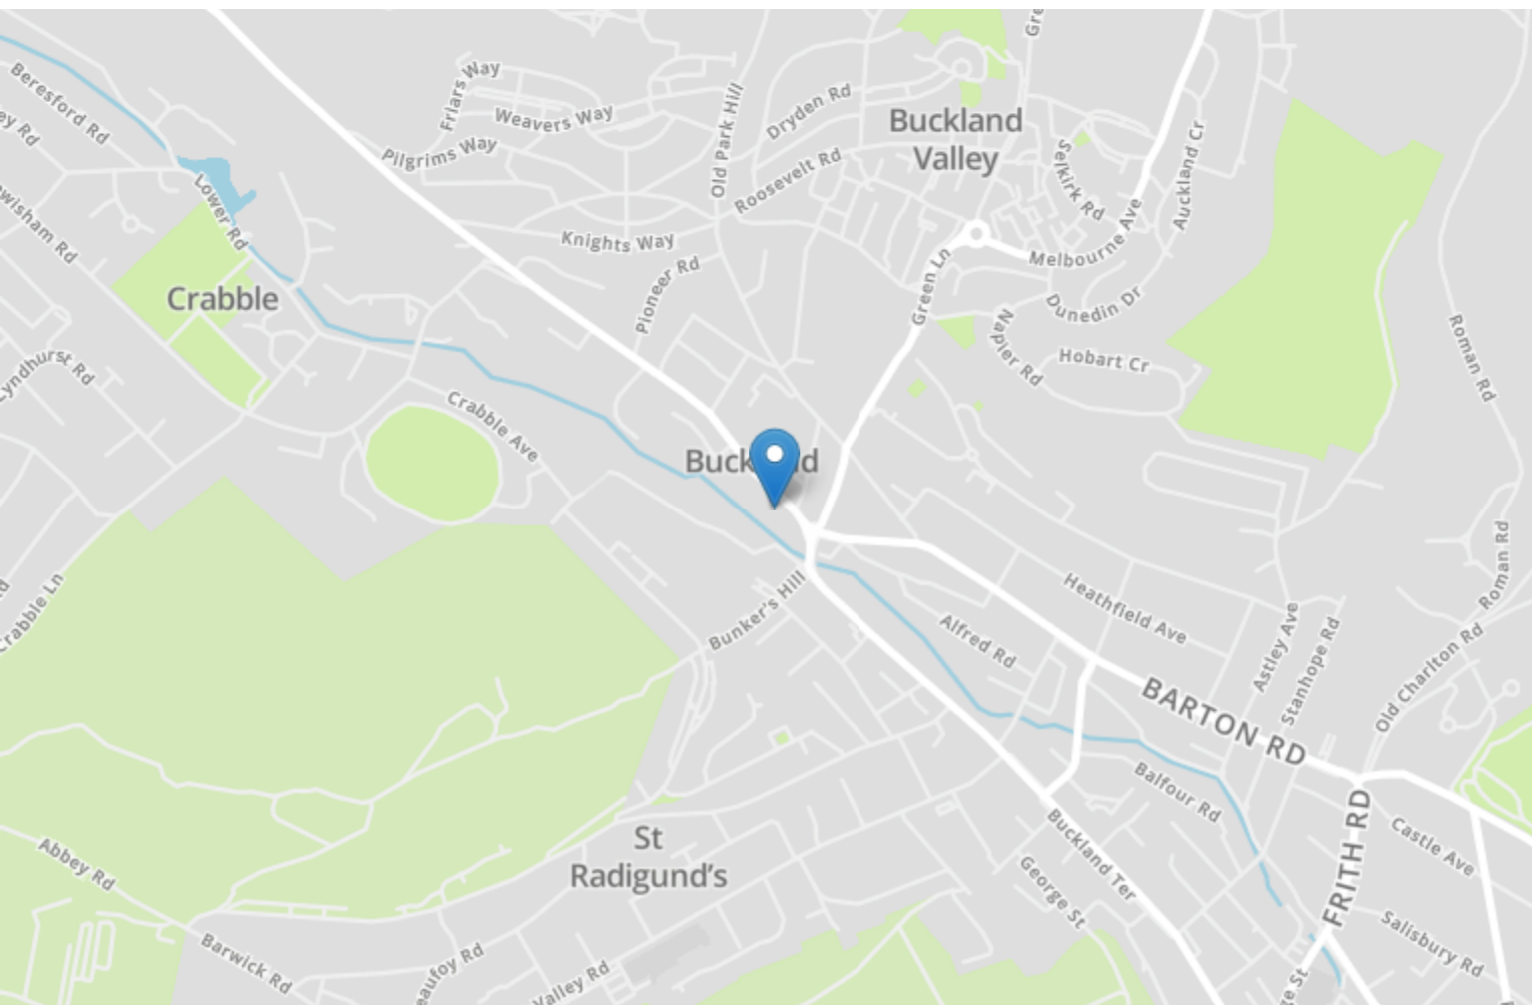 Beresford Rd
Friars Way
Weavers Way
Pilgrims Way
Old Park Hill
Dryden Rd
Roosevelt Rd
Buckland
Valley
Selkirk Rd
Auckland Cr
Melbourne Ave
Lower Rd
Knights Way
Pioneer Rd
Green Ln
Dunedin Dr
Napier Rd
Hobart Cr
Crabble
Lyndhurst Rd
Crabble Ave
Roman Rd
Roman Rd
Crabble Ln
Bunker's Hill
Heathfield Ave
Alfred Rd
Astley Ave
Stanhope Rd
Old Charlton Rd
BARTON RD
Balfour Rd
Buckland Ter
George St
FRITH RD
Castle Ave
Salisbury Rd
St
Radigund's
Abbey Rd
Barwick Rd
Valley Rd